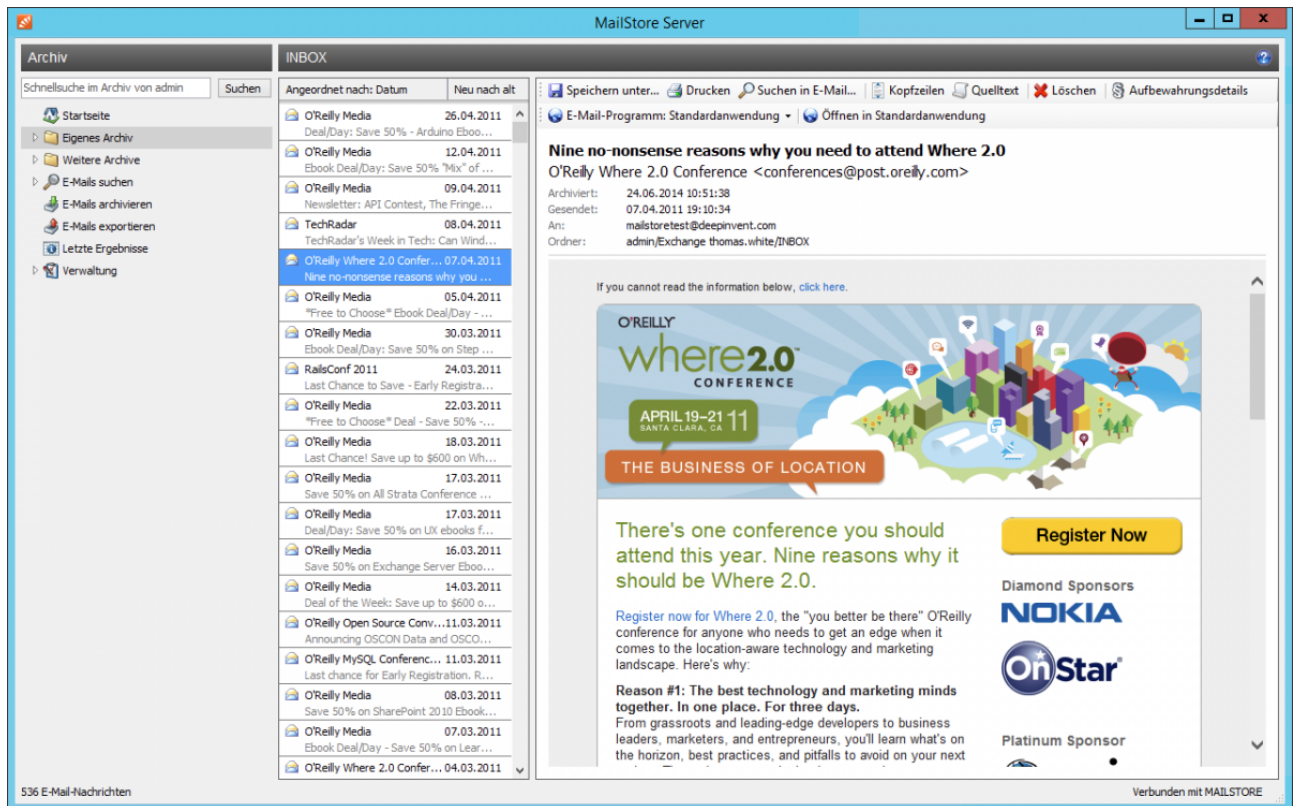 MailStore Server
Archiv
Schnellsuche im Archiv von admin
Suchen
Startseite
Eigenes Archiv
Weitere Archive
E-Mails suchen
E-Mails archivieren
E-Mails exportieren
Letzte Ergebnisse
Verwaltung
INBOX
Angeordnet nach: Datum Neu nach alt
O'Reilly Media 26.04.2011
Deal/Day: Save 50% - Arduino Eboo...
O'Reilly Media 12.04.2011
Ebook Deal/Day: Save 50% "Mix" of ...
O'Reilly Media 09.04.2011
Newsletter: API Contest, The Fringe...
TechRadar 08.04.2011
TechRadar's Week in Tech: Can Wind...
O'Reilly Where 2.0 Confer... 07.04.2011
Nine no-nonsense reasons why you ...
O'Reilly Media 05.04.2011
*Free to Choose* Ebook Deal/Day - ...
O'Reilly Media 30.03.2011
Ebook Deal/Day: Save 50% on Step ...
RailsConf 2011 24.03.2011
Last Chance to Save - Early Registra...
O'Reilly Media 22.03.2011
*Free to Choose* Deal - Save 50% -...
O'Reilly Media 18.03.2011
Last Chance! Save up to $600 on Wh...
O'Reilly Media 17.03.2011
Save 50% on All Strata Conference ...
O'Reilly Media 17.03.2011
Deal/Day: Save 50% on UX ebooks f...
O'Reilly Media 16.03.2011
Save 50% on Exchange Server Eboo...
O'Reilly Media 14.03.2011
Deal of the Week: Save up to $600 o...
O'Reilly Open Source Conv...11.03.2011
Announcing OSCON Data and OSCO...
O'Reilly MySQL Conferenc... 11.03.2011
Last chance for Early Registration. R...
O'Reilly Media 08.03.2011
Save 50% on SharePoint 2010 Ebook...
O'Reilly Media 07.03.2011
Ebook Deal/Day - Save 50% on Lear...
O'Reilly Where 2.0 Confer... 04.03.2011
Speichern unter... Drucken Suchen in E-Mail... Kopfzeilen Quelltext Löschen Aufbewahrungsdetails
E-Mail-Programm: Standardanwendung Öffnen in Standardanwendung
Nine no-nonsense reasons why you need to attend Where 2.0
O'Reilly Where 2.0 Conference <conferences@post.oreilly.com>
Archiviert: 24.06.2014 10:51:38
Gesendet: 07.04.2011 19:10:34
An: mailstoretest@deepinvent.com
Ordner: admin/Exchange thomas.white/INBOX
If you cannot read the information below, click here.
O'REILLY
where2.0
CONFERENCE
APRIL 19–21 11
SANTA CLARA, CA
THE BUSINESS OF LOCATION
There's one conference you should
attend this year. Nine reasons why it
should be Where 2.0.
Register now for Where 2.0, the "you better be there" O'Reilly
conference for anyone who needs to get an edge when it
comes to the location-aware technology and marketing
landscape. Here's why:
Reason #1: The best technology and marketing minds
together. In one place. For three days.
From grassroots and leading-edge developers to business
leaders, marketers, and entrepreneurs, you'll learn what's on
the horizon, best practices, and pitfalls to avoid on your next
Register Now
Diamond Sponsors
NOKIA
OnStar
Platinum Sponsor
536 E-Mail-Nachrichten
Verbunden mit MAILSTORE